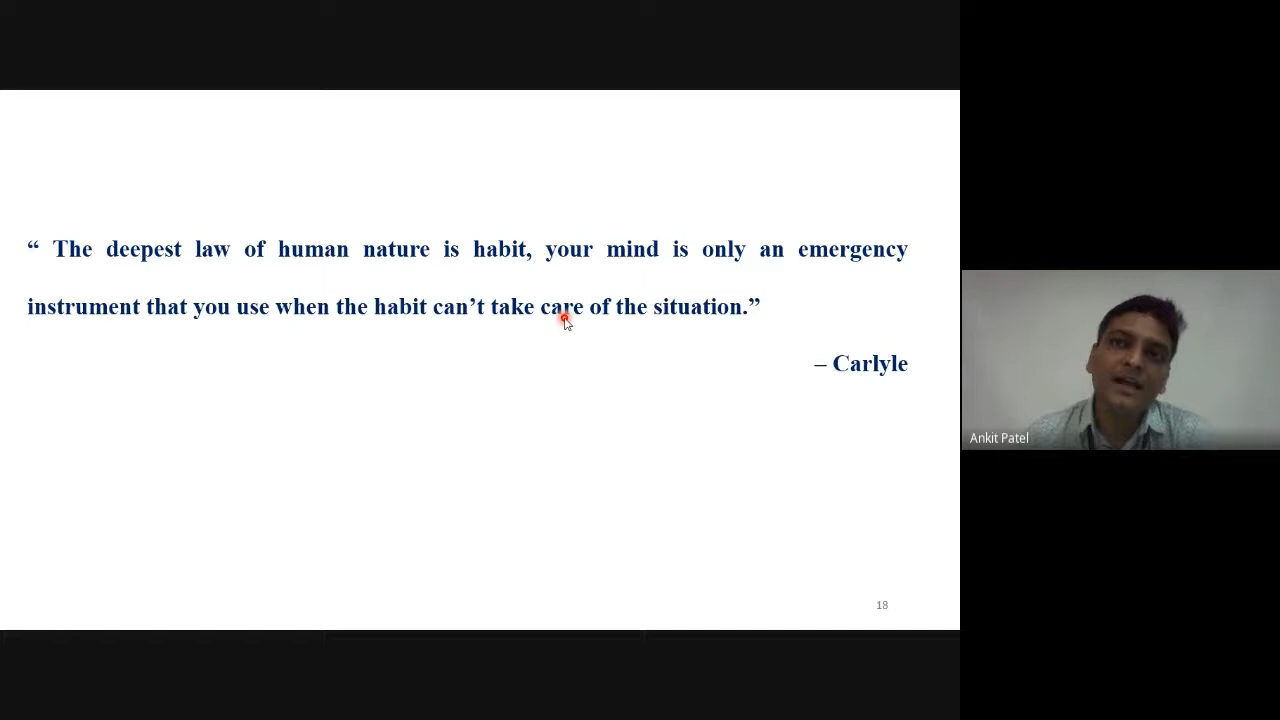 “ The deepest law of human nature is habit, your mind is only an emergency
instrument that you use when the habit can’t take care of the situation.”
– Carlyle
Ankit Patel
18